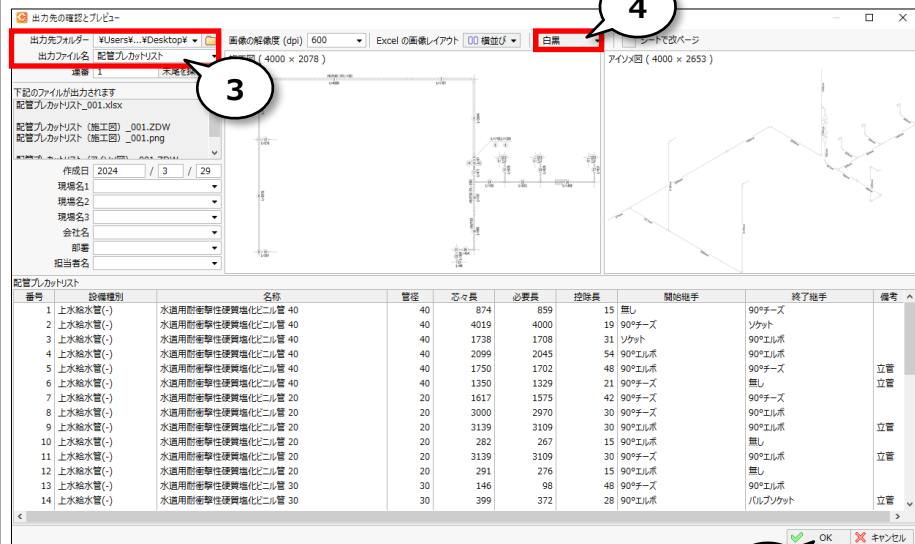 出力先の確認とプレビュー
4
出力先フォルダー ¥Users¥...¥Desktop¥ 画像の解像度 (dpi) 600 Excel の画像レイアウト 横並び 白黒 シートで改ページ
出力ファイル名 配管プレカットリスト ( 4000 × 2078 ) アイソメ図 ( 4000 × 2653 )
連番 1
3
下記のファイルが出力されます
配管プレカットリスト_001.xlsx
配管プレカットリスト（施工図）_001.ZDW
配管プレカットリスト（施工図）_001.png
作成日 2024 / 3 / 29
現場名1
現場名2
現場名3
会社名
部署
担当者名
配管プレカットリスト
番号 設備種別 名称 管径 芯々長 必要長 控除長 開始継手 終了継手 備考
1 上水給水管(-) 水道用耐衝撃性硬質塩化ビニル管 40 40 874 859 15 無し 90°チーズ
2 上水給水管(-) 水道用耐衝撃性硬質塩化ビニル管 40 40 4019 4000 19 90°チーズ ソケット
3 上水給水管(-) 水道用耐衝撃性硬質塩化ビニル管 40 40 1738 1708 31 ソケット 90°エルボ
4 上水給水管(-) 水道用耐衝撃性硬質塩化ビニル管 40 40 2099 2045 54 90°エルボ 90°エルボ
5 上水給水管(-) 水道用耐衝撃性硬質塩化ビニル管 40 40 1750 1702 48 90°エルボ 90°チーズ 立管
6 上水給水管(-) 水道用耐衝撃性硬質塩化ビニル管 40 40 1350 1329 21 90°チーズ 無し 立管
7 上水給水管(-) 水道用耐衝撃性硬質塩化ビニル管 20 20 1617 1575 42 90°チーズ 90°チーズ
8 上水給水管(-) 水道用耐衝撃性硬質塩化ビニル管 20 20 3000 2970 30 90°チーズ 90°エルボ
9 上水給水管(-) 水道用耐衝撃性硬質塩化ビニル管 20 20 3139 3109 30 90°エルボ 90°エルボ 立管
10 上水給水管(-) 水道用耐衝撃性硬質塩化ビニル管 20 20 282 267 15 90°エルボ 無し
11 上水給水管(-) 水道用耐衝撃性硬質塩化ビニル管 20 20 3139 3109 30 90°チーズ 90°エルボ 立管
12 上水給水管(-) 水道用耐衝撃性硬質塩化ビニル管 20 20 291 276 15 90°エルボ 無し
13 上水給水管(-) 水道用耐衝撃性硬質塩化ビニル管 30 30 146 98 48 90°チーズ 90°エルボ
14 上水給水管(-) 水道用耐衝撃性硬質塩化ビニル管 30 30 399 372 28 90°エルボ バルブソケット 立管
OK キャンセル